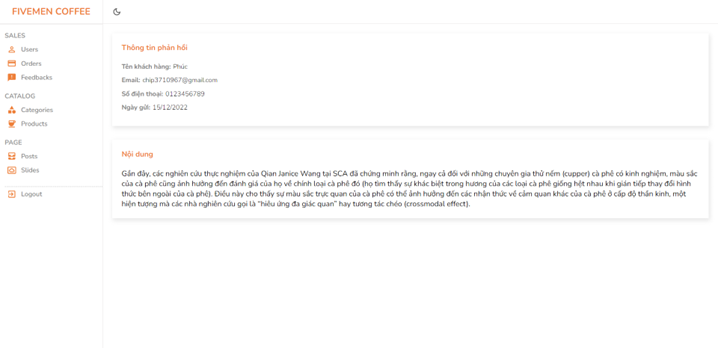 FIVEMEN COFFEE
SALES
Users
Orders
Feedbacks
CATALOG
Categories
Products
PAGE
Posts
Slides
Logout
Thông tin phản hồi
Tên khách hàng: Phúc
Email: chip3710967@gmail.com
Số điện thoại: 0123456789
Ngày gửi: 15/12/2022
Nội dung
Gần đây, các nghiên cứu thực nghiệm của Qian Janice Wang tại SCA đã chứng minh rằng, ngay cả đối với những chuyên gia thử nếm (cupper) cà phê có kinh nghiệm, màu sắc
của cà phê cũng ảnh hưởng đến đánh giá của họ về chính loại cà phê đó (họ tìm thấy sự khác biệt trong hương của các loại cà phê giống hệt nhau khi gián tiếp thay đổi hình
thức bên ngoài của cà phê). Điều này cho thấy sự màu sắc trực quan của cà phê có thể ảnh hưởng đến các nhận thức về cảm quan khác của cà phê ở cấp độ thần kinh, một
hiện tượng mà các nhà nghiên cứu gọi là "hiệu ứng đa giác quan" hay tương tác chéo (crossmodal effect).